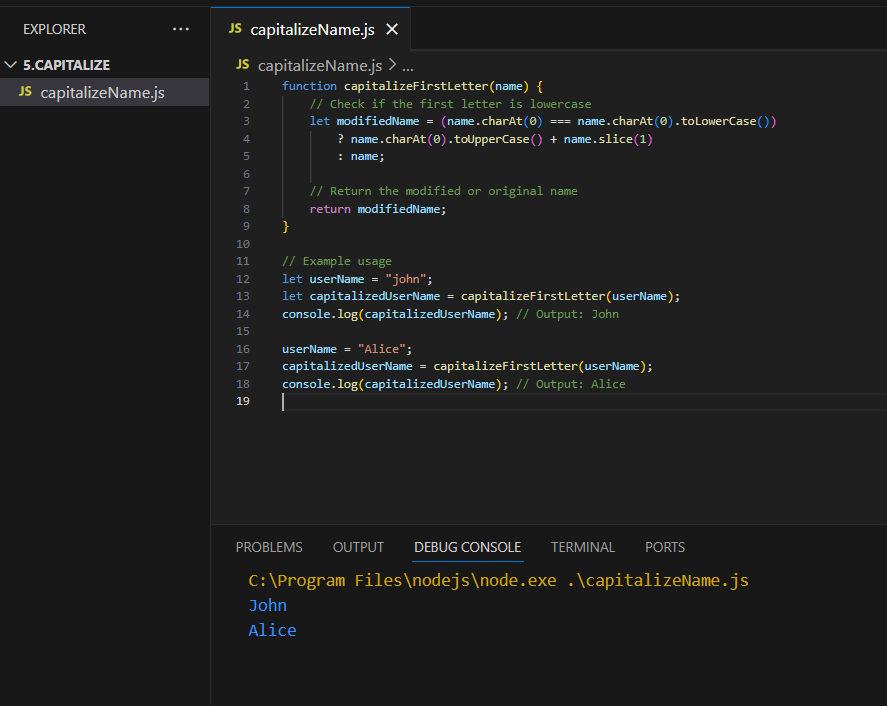 EXPLORER ...
5.CAPITALIZE
JS capitalizeName.js
JS capitalizeName.js
JS capitalizeName.js > ...
1 function capitalizeFirstLetter(name) {
2 // Check if the first letter is lowercase
3 let modifiedName = (name.charAt(0) === name.charAt(0).toLowerCase())
4 ? name.charAt(0).toUpperCase() + name.slice(1)
5 : name;
6
7 // Return the modified or original name
8 return modifiedName;
9 }
10
11 // Example usage
12 let userName = "john";
13 let capitalizedUserName = capitalizeFirstLetter(userName);
14 console.log(capitalizedUserName); // Output: John
15
16 userName = "Alice";
17 capitalizedUserName = capitalizeFirstLetter(userName);
18 console.log(capitalizedUserName); // Output: Alice
19
PROBLEMS OUTPUT DEBUG CONSOLE TERMINAL PORTS
C:\Program Files\nodejs\node.exe .\capitalizeName.js
John
Alice